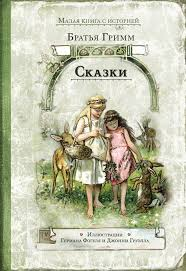 Малая книга с историей
Братья Гримм
Сказки
Иллюстрации
Германа Фогеля и Джонни Груэлла